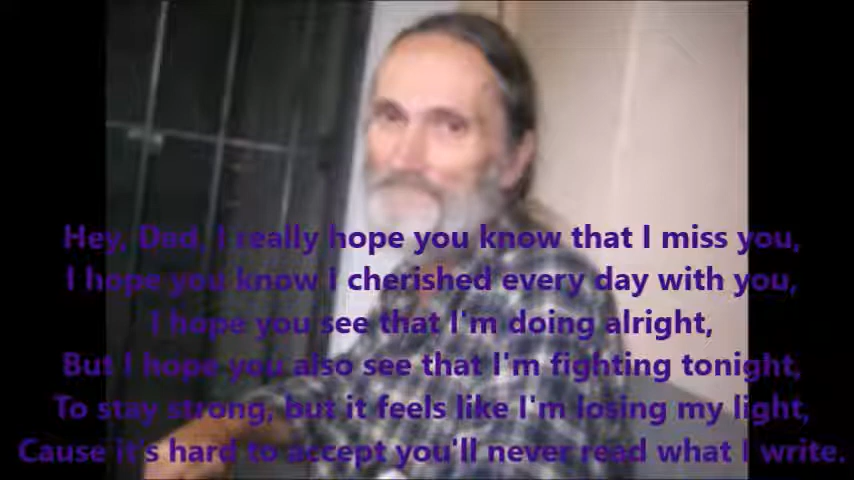 Hey, Dad, I really hope you know that I miss you,
I hope you know I cherished every day with you,
I hope you see that I'm doing alright,
But I hope you also see that I'm fighting tonight,
To stay strong, but it feels like I'm losing my light,
Cause it's hard to accept you'll never read what I write.